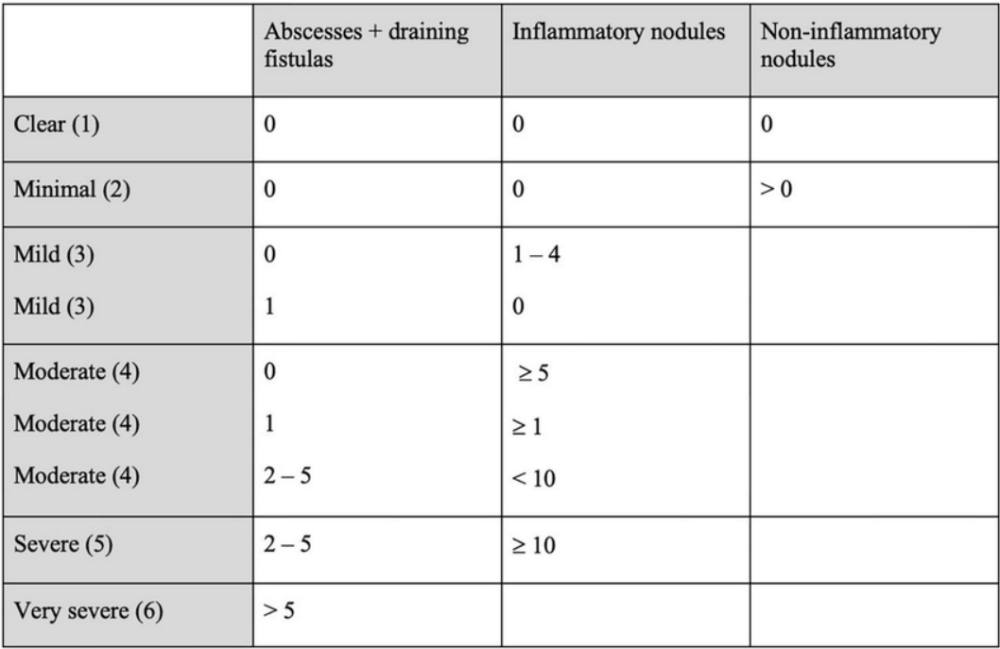 Abscesses + draining fistulas Inflammatory nodules Non-inflammatory nodules
Clear (1) 0 0 0
Minimal (2) 0 0 > 0
Mild (3) 0 1 – 4
Mild (3) 1 0
Moderate (4) 0 ≥ 5
Moderate (4) 1 ≥ 1
Moderate (4) 2 – 5 < 10
Severe (5) 2 – 5 ≥ 10
Very severe (6) > 5